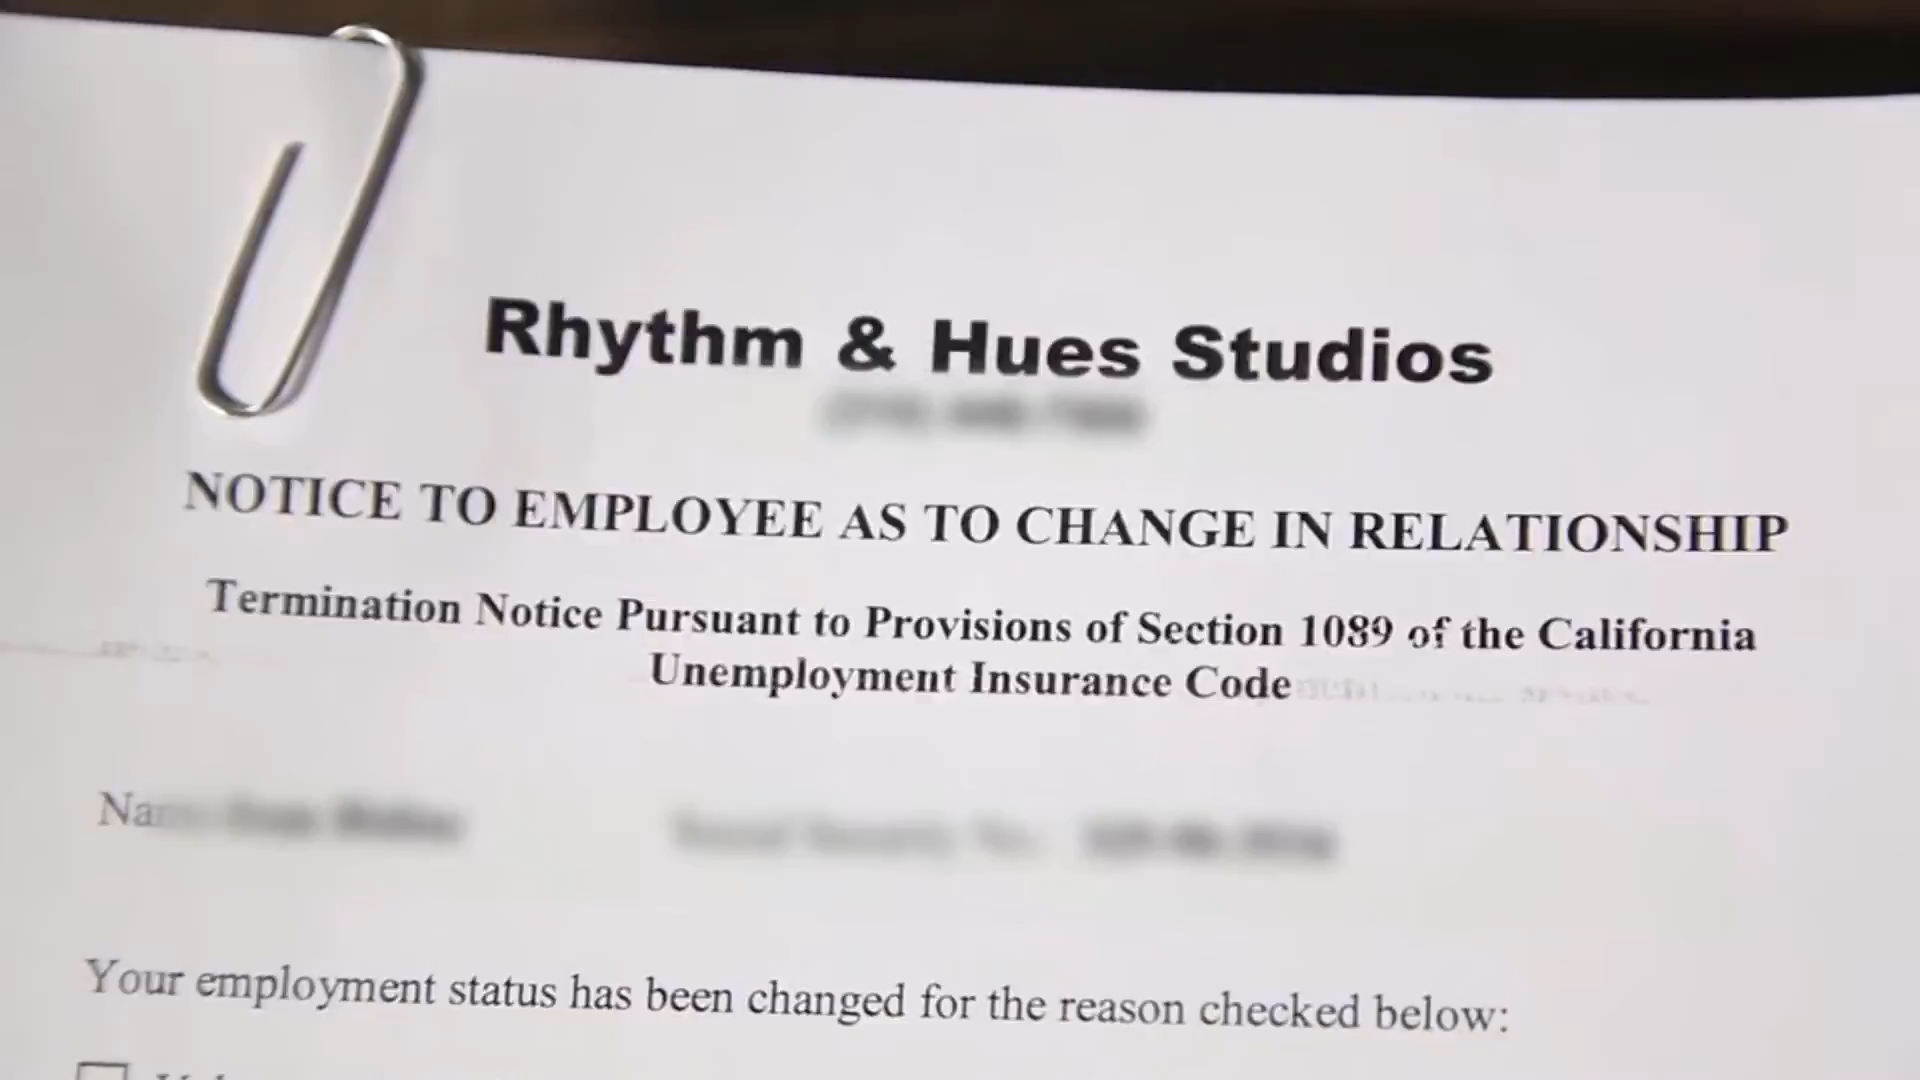 Rhythm & Hues Studios
NOTICE TO EMPLOYEE AS TO CHANGE IN RELATIONSHIP
Termination Notice Pursuant to Provisions of Section 1089 of the California
Unemployment Insurance Code
Your employment status has been changed for the reason checked below: